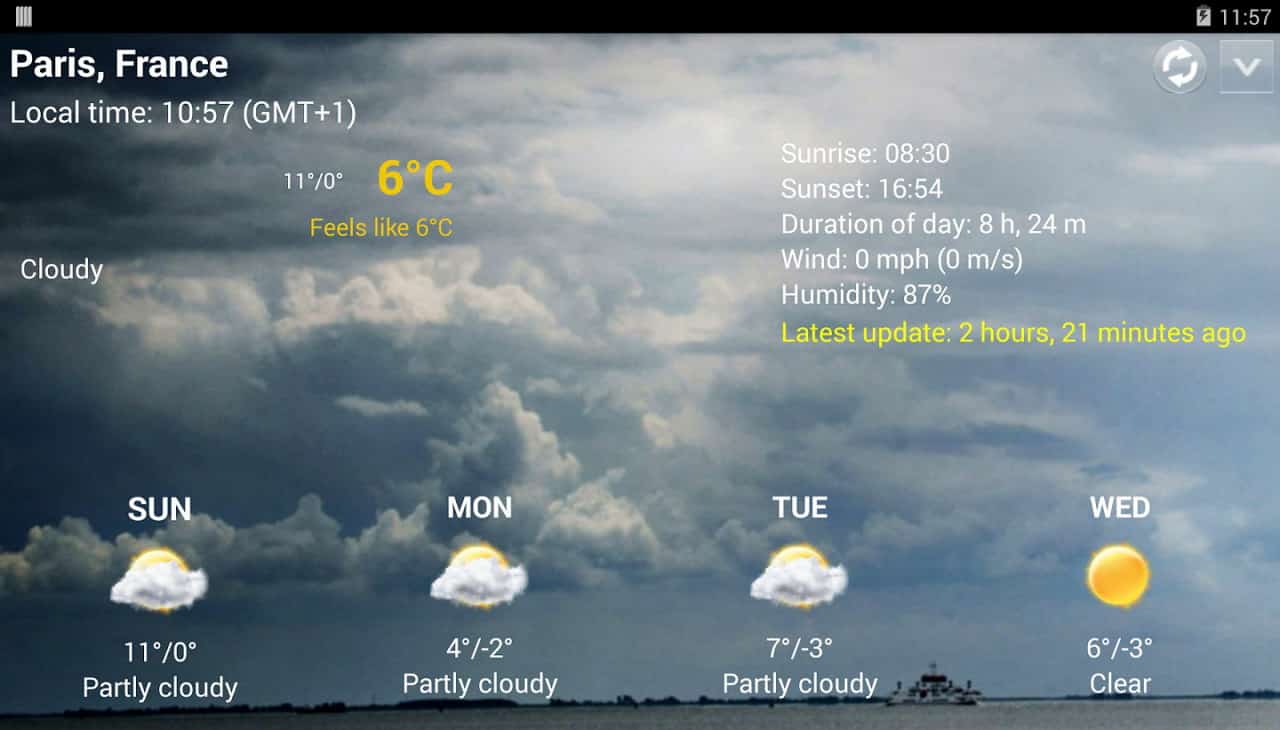 11:57
Paris, France
Local time: 10:57 (GMT+1)
11°/0° 6°C
Feels like 6°C
Cloudy
Sunrise: 08:30
Sunset: 16:54
Duration of day: 8 h, 24 m
Wind: 0 mph (0 m/s)
Humidity: 87%
Latest update: 2 hours, 21 minutes ago
SUN
11°/0°
Partly cloudy
MON
4°/-2°
Partly cloudy
TUE
7°/-3°
Partly cloudy
WED
6°/-3°
Clear